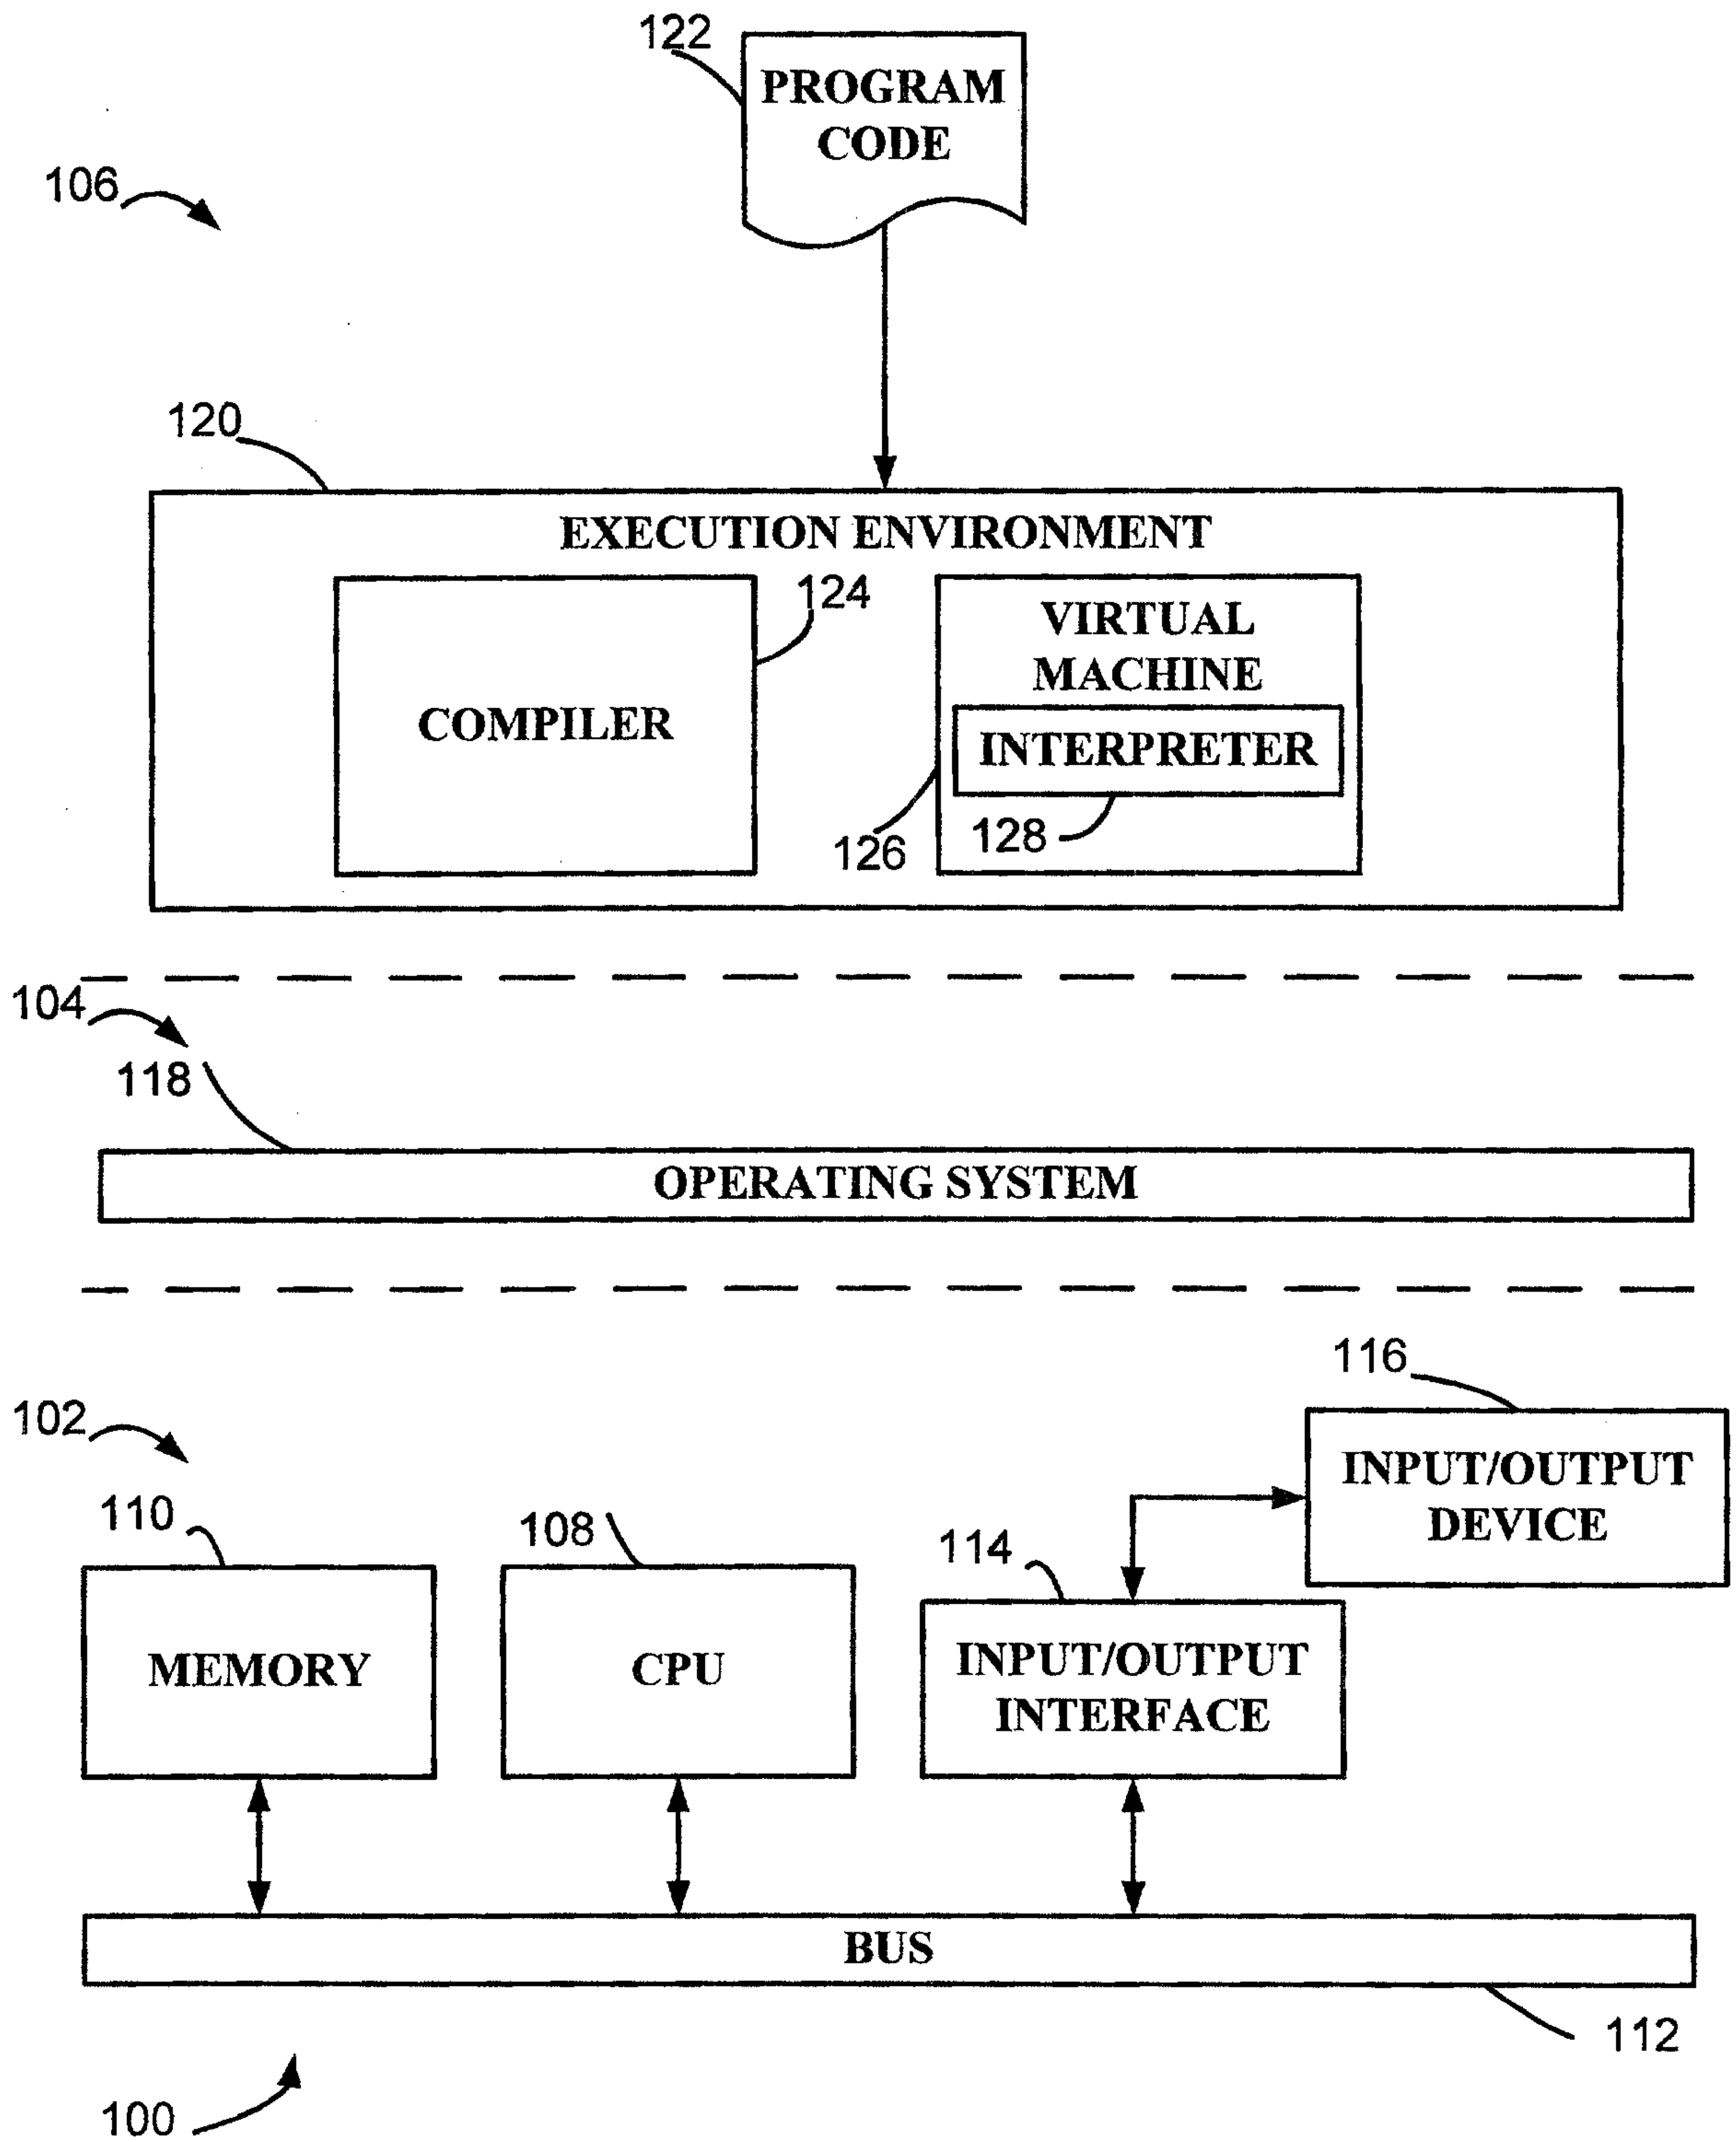 122
PROGRAM
CODE
106
120
EXECUTION ENVIRONMENT
124
COMPILER
VIRTUAL
MACHINE
INTERPRETER
126
128
104
118
OPERATING SYSTEM
116
102
INPUT/OUTPUT
DEVICE
110
108
114
MEMORY
CPU
INPUT/OUTPUT
INTERFACE
BUS
112
100